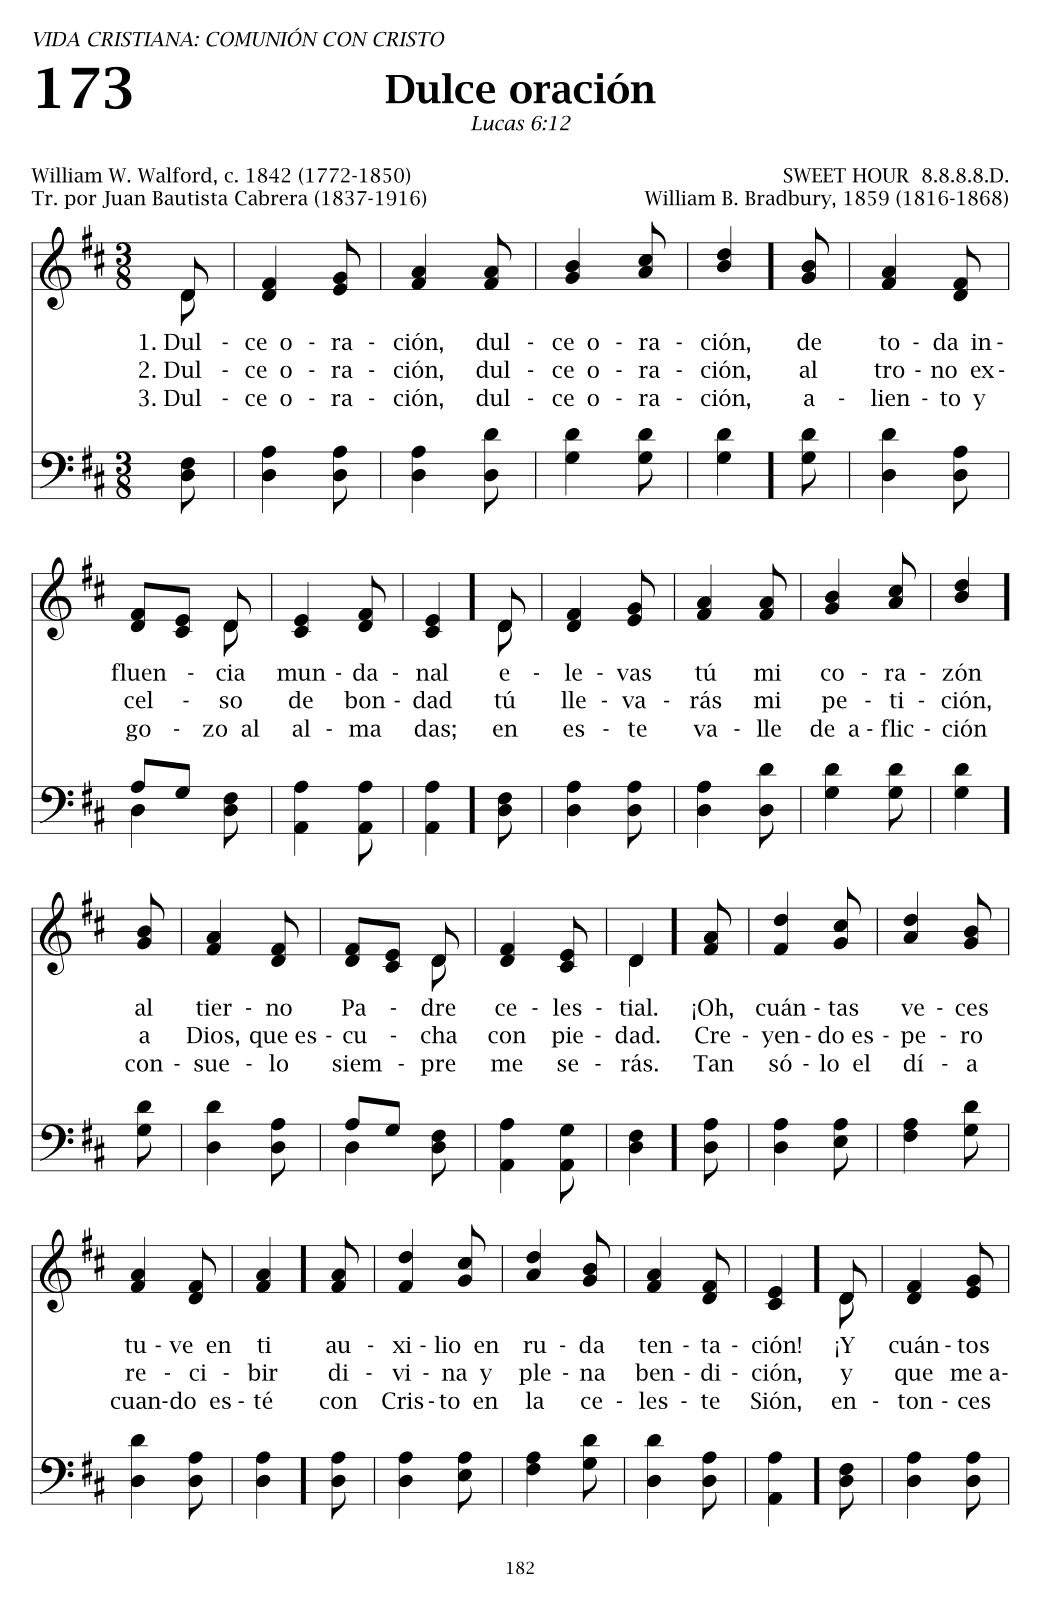 VIDA CRISTIANA: COMUNIÓN CON CRISTO
173
Dulce oración
Lucas 6:12
William W. Walford, c. 1842 (1772-1850)
SWEET HOUR 8.8.8.8.D.
Tr. por Juan Bautista Cabrera (1837-1916)
William B. Bradbury, 1859 (1816-1868)
3 8
1. Dul - ce o - ra - ción, dul - ce o - ra - ción, de to - da in -
2. Dul - ce o - ra - ción, dul - ce o - ra - ción, al tro - no ex -
3. Dul - ce o - ra - ción, dul - ce o - ra - ción, a - lien - to y
3 8
fluen - cia mun - da - nal e - le - vas tú mi co - ra - zón
cel - so de bon - dad tú lle - va - rás mi pe - ti - ción,
go - zo al al - ma das; en es - te va - lle de a - flic - ción
al tier - no Pa - dre ce - les - tial. ¡Oh, cuán - tas ve - ces
a Dios, que es - cu - cha con pie - dad. Cre - yen - do es - pe - ro
con - sue - lo siem - pre me se - rás. Tan só - lo el dí - a
tu - ve en ti au - xi - lio en ru - da ten - ta - ción! ¡Y cuán - tos
re - ci - bir di - vi - na y ple - na ben - di - ción, y que me a-
cuan-do es - té con Cris - to en la ce - les - te Sión, en - ton - ces
182